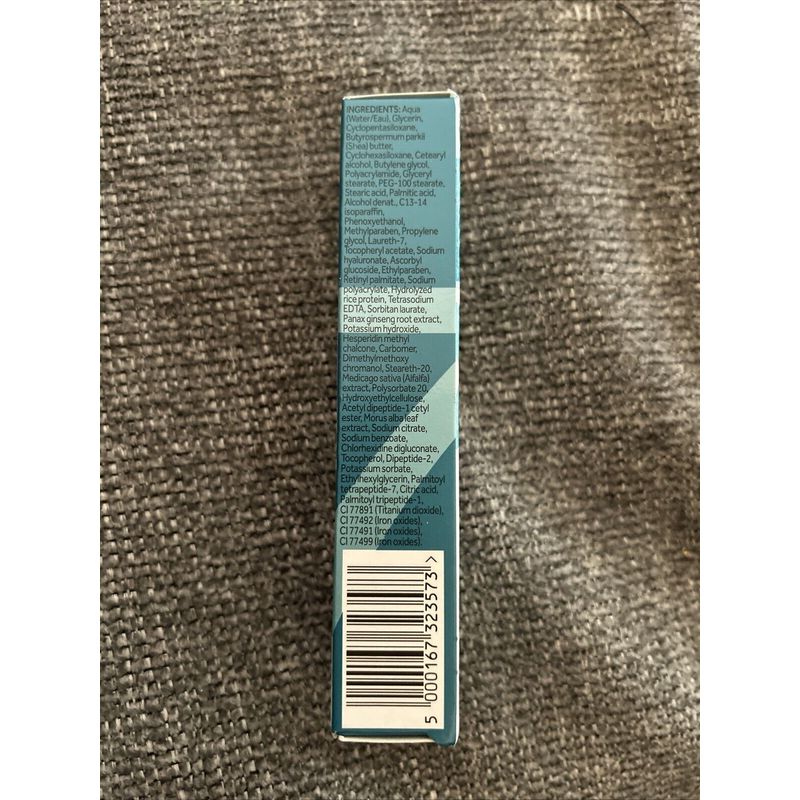 INGREDIENTS: Aqua
(Water/Eau), Glycerin,
Cyclopentasiloxane,
Butyrospermum parkii
(Shea) butter,
Cyclohexasiloxane, Cetearyl
alcohol, Butylene glycol,
Polyacrylamide, Glyceryl
stearate, PEG-100 stearate,
Stearic acid, Palmitic acid,
Alcohol denat., C13-14
isoparaffin,
Phenoxyethanol,
Methylparaben, Propylene
glycol, Laureth-7,
Tocopheryl acetate, Sodium
hyaluronate, Ascorbyl
glucoside, Ethylparaben,
Retinyl palmitate, Sodium
polyacrylate, Hydrolyzed
rice protein, Tetrasodium
EDTA, Sorbitan laurate,
Panax ginseng root extract,
Potassium hydroxide,
Hesperidin methyl
chalcone, Carbomer,
Dimethylmethoxy
chromanol, Steareth-20,
Medicago sativa (Alfalfa)
extract, Polysorbate 20,
Hydroxyethylcellulose,
Acetyl dipeptide-1 cetyl
ester, Morus alba leaf
extract, Sodium citrate,
Sodium benzoate,
Chlorhexidine digluconate,
Tocopherol, Dipeptide-2,
Potassium sorbate,
Ethylhexylglycerin, Palmitoyl
tetrapeptide-7, Citric acid,
Palmitoyl tripeptide-1,
CI 77891 (Titanium dioxide),
CI 77492 (Iron oxides),
CI 77491 (Iron oxides),
CI 77499 (Iron oxides).
5 000167 323573 >